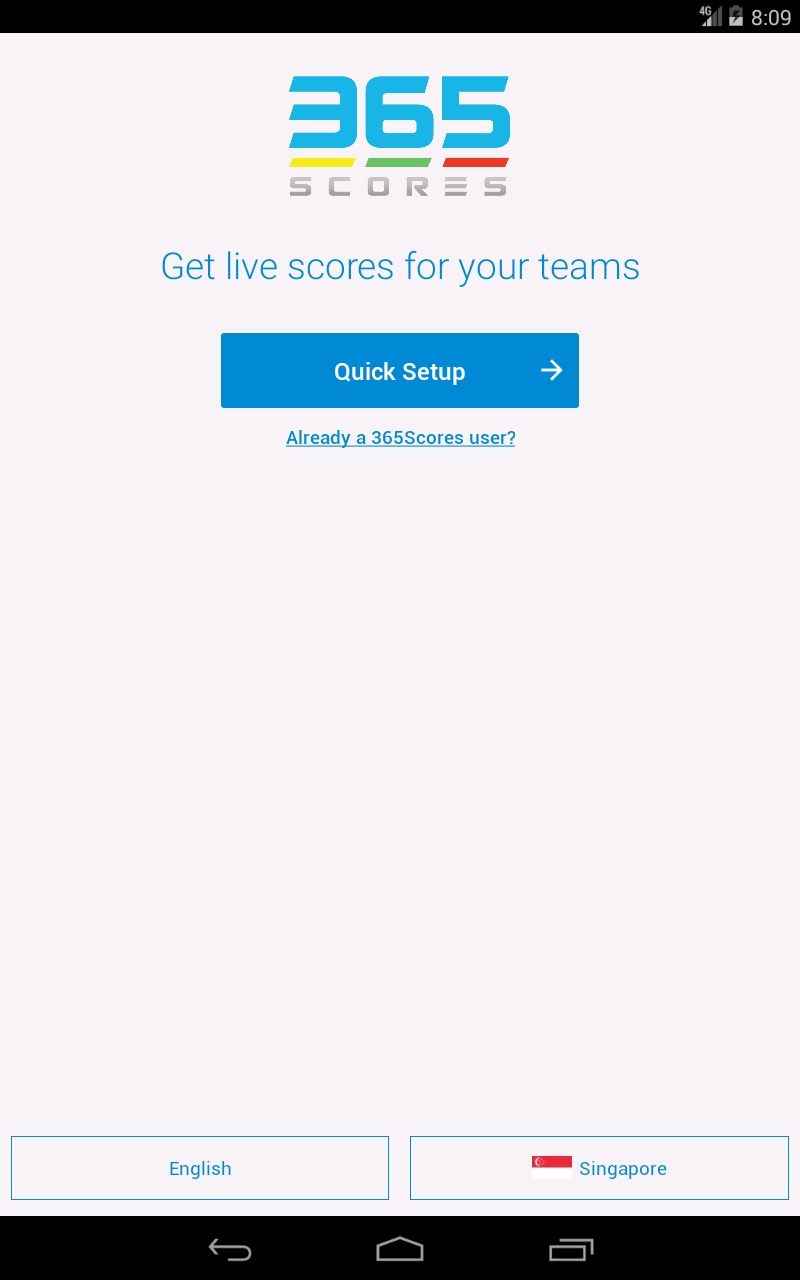 4G 8:09
365
SCORES
Get live scores for your teams
Quick Setup
Already a 365Scores user?
English
Singapore